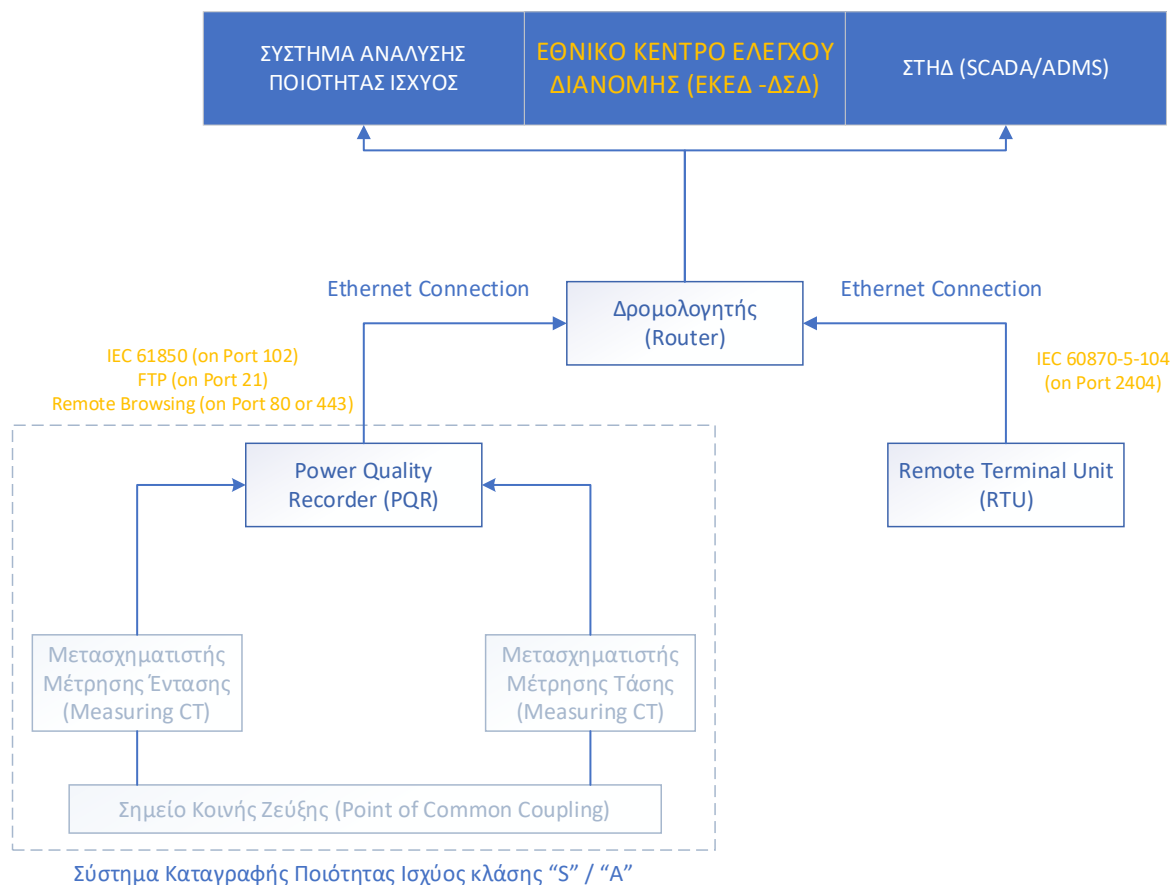 ΣΥΣΤΗΜΑ ΑΝΑΛΥΣΗΣ
ΠΟΙΟΤΗΤΑΣ ΙΣΧΥΟΣ
ΕΘΝΙΚΟ ΚΕΝΤΡΟ ΕΛΕΓΧΟΥ
ΔΙΑΝΟΜΗΣ (ΕΚΕΔ -ΔΣΔ)
ΣΤΗΔ (SCADA/ADMS)
Ethernet Connection
Δρομολογητής
(Router)
Ethernet Connection
IEC 61850 (on Port 102)
FTP (on Port 21)
Remote Browsing (on Port 80 or 443)
IEC 60870-5-104
(on Port 2404)
Power Quality
Recorder (PQR)
Remote Terminal Unit
(RTU)
Μετασχηματιστής
Μέτρησης Έντασης
(Measuring CT)
Μετασχηματιστής
Μέτρησης Τάσης
(Measuring CT)
Σημείο Κοινής Ζεύξης (Point of Common Coupling)
Σύστημα Καταγραφής Ποιότητας Ισχύος κλάσης “S” / “A”